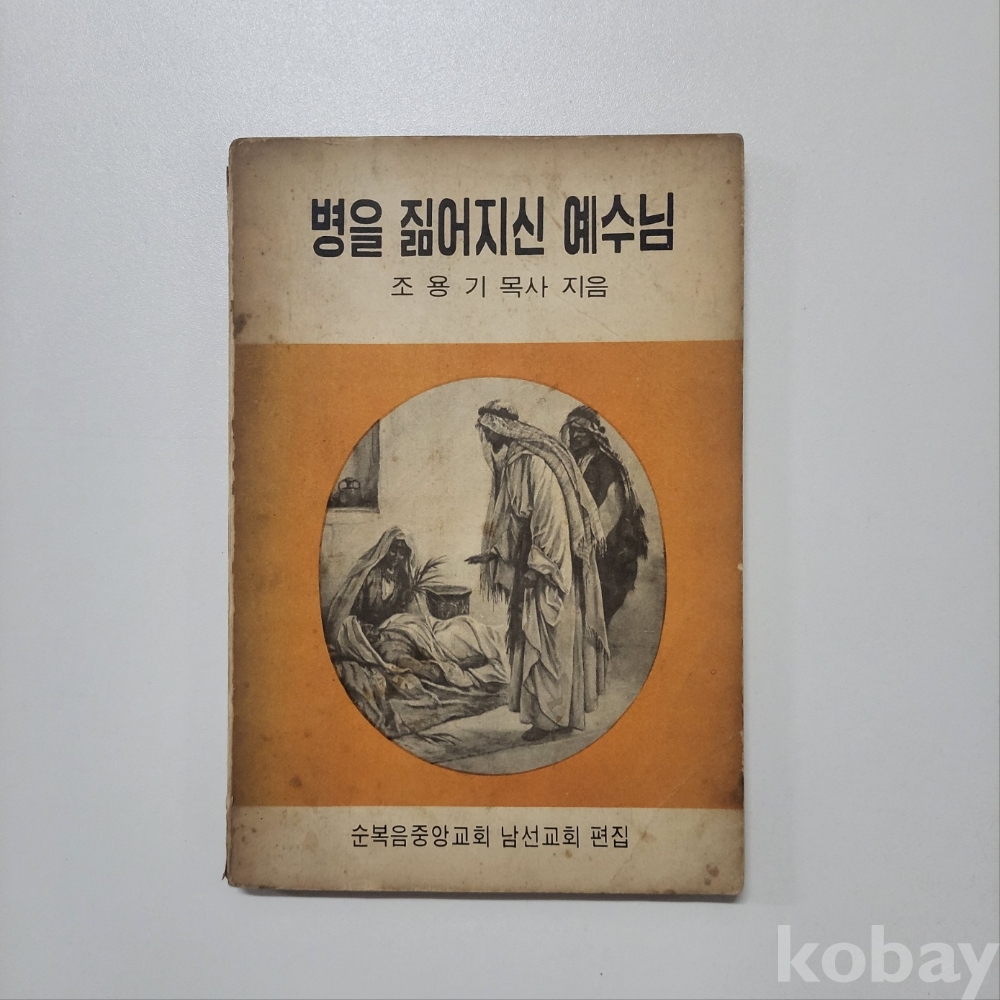 병을 짊어지신 예수님
조 용 기 목사 지음
순복음중앙교회 남선교회 편집
kobay